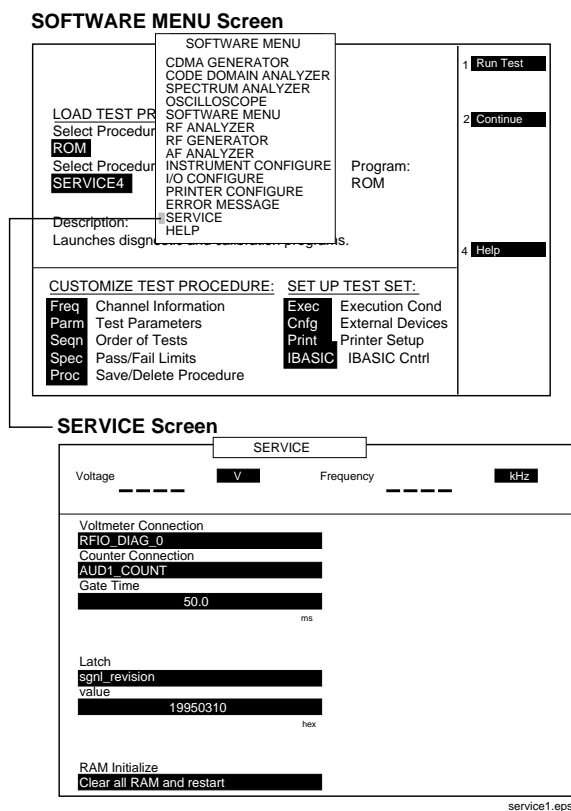 SOFTWARE MENU Screen
SOFTWARE MENU
CDMA GENERATOR
CODE DOMAIN ANALYZER
SPECTRUM ANALYZER
OSCILLOSCOPE
SOFTWARE MENU
RF ANALYZER
RF GENERATOR
AF ANALYZER
INSTRUMENT CONFIGURE
I/O CONFIGURE
PRINTER CONFIGURE
ERROR MESSAGE
SERVICE
HELP
LOAD TEST PR
Select Procedur
ROM
Select Procedur
SERVICE4
Program:
ROM
Description:
Launches disgnostic and calibration programs.
1 Run Test
2 Continue
4 Help
CUSTOMIZE TEST PROCEDURE:
Freq Channel Information
Parm Test Parameters
Seqn Order of Tests
Spec Pass/Fail Limits
Proc Save/Delete Procedure
SET UP TEST SET:
Exec Execution Cond
Cnfg External Devices
Print Printer Setup
IBASIC IBASIC Cntrl
SERVICE Screen
SERVICE
Voltage V Frequency kHz
Voltmeter Connection
RFIO_DIAG_0
Counter Connection
AUD1_COUNT
Gate Time
50.0
ms
Latch
sgnl_revision
value
19950310
hex
RAM Initialize
Clear all RAM and restart
service1.eps